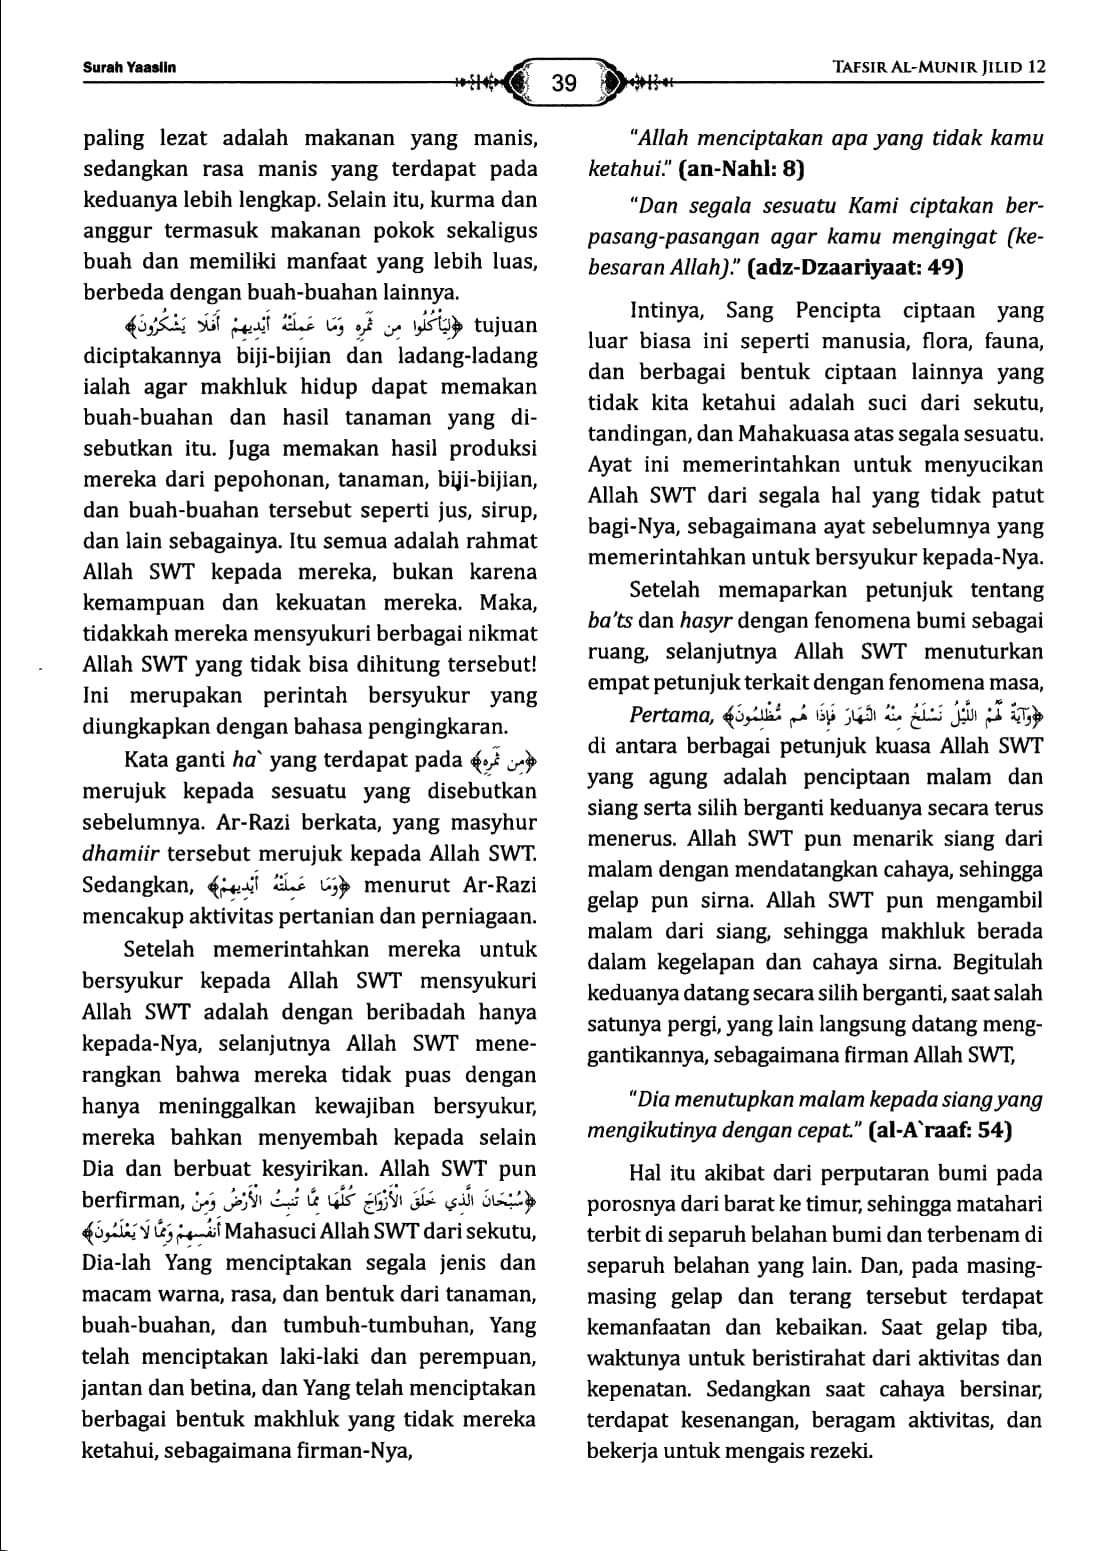 Surah Yaasiin
39
TAFSIR AL-MUNIR JILID 12
paling lezat adalah makanan yang manis,
sedangkan rasa manis yang terdapat pada
keduanya lebih lengkap. Selain itu, kurma dan
anggur termasuk makanan pokok sekaligus
buah dan memiliki manfaat yang lebih luas,
berbeda dengan buah-buahan lainnya.
﴿لِيَأْكُلُوا مِن ثَمَرِهِ وَمَا عَمِلَتْهُ أَيْدِيهِمْ أَفَلَا يَشْكُرُونَ﴾ tujuan
diciptakannya biji-bijian dan ladang-ladang
ialah agar makhluk hidup dapat memakan
buah-buahan dan hasil tanaman yang di-
sebutkan itu. Juga memakan hasil produksi
mereka dari pepohonan, tanaman, biji-bijian,
dan buah-buahan tersebut seperti jus, sirup,
dan lain sebagainya. Itu semua adalah rahmat
Allah SWT kepada mereka, bukan karena
kemampuan dan kekuatan mereka. Maka,
tidakkah mereka mensyukuri berbagai nikmat
Allah SWT yang tidak bisa dihitung tersebut!
Ini merupakan perintah bersyukur yang
diungkapkan dengan bahasa pengingkaran.
Kata ganti ha` yang terdapat pada ﴿مِن ثَمَرِهِ﴾
merujuk kepada sesuatu yang disebutkan
sebelumnya. Ar-Razi berkata, yang masyhur
dhamiir tersebut merujuk kepada Allah SWT.
Sedangkan, ﴿وَمَا عَمِلَتْهُ أَيْدِيهِمْ﴾ menurut Ar-Razi
mencakup aktivitas pertanian dan perniagaan.
Setelah memerintahkan mereka untuk
bersyukur kepada Allah SWT mensyukuri
Allah SWT adalah dengan beribadah hanya
kepada-Nya, selanjutnya Allah SWT mene-
rangkan bahwa mereka tidak puas dengan
hanya meninggalkan kewajiban bersyukur,
mereka bahkan menyembah kepada selain
Dia dan berbuat kesyirikan. Allah SWT pun
berfirman, ﴿سُبْحَانَ الَّذِي خَلَقَ الْأَزْوَاجَ كُلَّهَا مِمَّا تُنبِتُ الْأَرْضُ وَمِنْ
أَنفُسِهِمْ وَمِمَّا لَا يَعْلَمُونَ﴾ Mahasuci Allah SWT dari sekutu,
Dia-lah Yang menciptakan segala jenis dan
macam warna, rasa, dan bentuk dari tanaman,
buah-buahan, dan tumbuh-tumbuhan, Yang
telah menciptakan laki-laki dan perempuan,
jantan dan betina, dan Yang telah menciptakan
berbagai bentuk makhluk yang tidak mereka
ketahui, sebagaimana firman-Nya,
"Allah menciptakan apa yang tidak kamu
ketahui." (an-Nahl: 8)
"Dan segala sesuatu Kami ciptakan ber-
pasang-pasangan agar kamu mengingat (ke-
besaran Allah)." (adz-Dzaariyaat: 49)
Intinya, Sang Pencipta ciptaan yang
luar biasa ini seperti manusia, flora, fauna,
dan berbagai bentuk ciptaan lainnya yang
tidak kita ketahui adalah suci dari sekutu,
tandingan, dan Mahakuasa atas segala sesuatu.
Ayat ini memerintahkan untuk menyucikan
Allah SWT dari segala hal yang tidak patut
bagi-Nya, sebagaimana ayat sebelumnya yang
memerintahkan untuk bersyukur kepada-Nya.
Setelah memaparkan petunjuk tentang
ba'ts dan hasyr dengan fenomena bumi sebagai
ruang, selanjutnya Allah SWT menuturkan
empat petunjuk terkait dengan fenomena masa,
Pertama, ﴿وَآيَةٌ لَّهُمُ اللَّيْلُ نَسْلَخُ مِنْهُ النَّهَارَ فَإِذَا هُم مُّظْلِمُونَ﴾
di antara berbagai petunjuk kuasa Allah SWT
yang agung adalah penciptaan malam dan
siang serta silih berganti keduanya secara terus
menerus. Allah SWT pun menarik siang dari
malam dengan mendatangkan cahaya, sehingga
gelap pun sirna. Allah SWT pun mengambil
malam dari siang, sehingga makhluk berada
dalam kegelapan dan cahaya sirna. Begitulah
keduanya datang secara silih berganti, saat salah
satunya pergi, yang lain langsung datang meng-
gantikannya, sebagaimana firman Allah SWT,
"Dia menutupkan malam kepada siang yang
mengikutinya dengan cepat." (al-A`raaf: 54)
Hal itu akibat dari perputaran bumi pada
porosnya dari barat ke timur, sehingga matahari
terbit di separuh belahan bumi dan terbenam di
separuh belahan yang lain. Dan, pada masing-
masing gelap dan terang tersebut terdapat
kemanfaatan dan kebaikan. Saat gelap tiba,
waktunya untuk beristirahat dari aktivitas dan
kepenatan. Sedangkan saat cahaya bersinar,
terdapat kesenangan, beragam aktivitas, dan
bekerja untuk mengais rezeki.